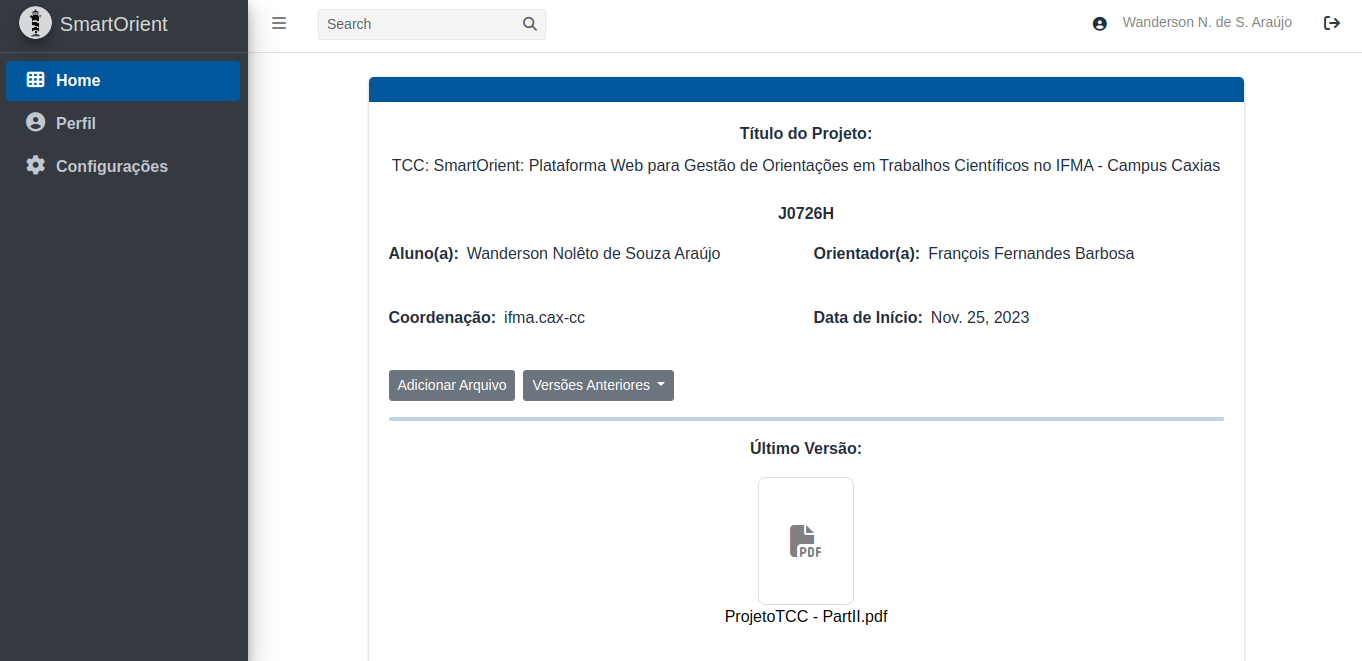 SmartOrient
Search
Wanderson N. de S. Araújo
Home
Perfil
Configurações
Título do Projeto:
TCC: SmartOrient: Plataforma Web para Gestão de Orientações em Trabalhos Científicos no IFMA - Campus Caxias
J0726H
Aluno(a): Wanderson Nolêto de Souza Araújo
Orientador(a): François Fernandes Barbosa
Coordenação: ifma.cax-cc
Data de Início: Nov. 25, 2023
Adicionar Arquivo
Versões Anteriores
Último Versão:
PDF
ProjetoTCC - PartII.pdf